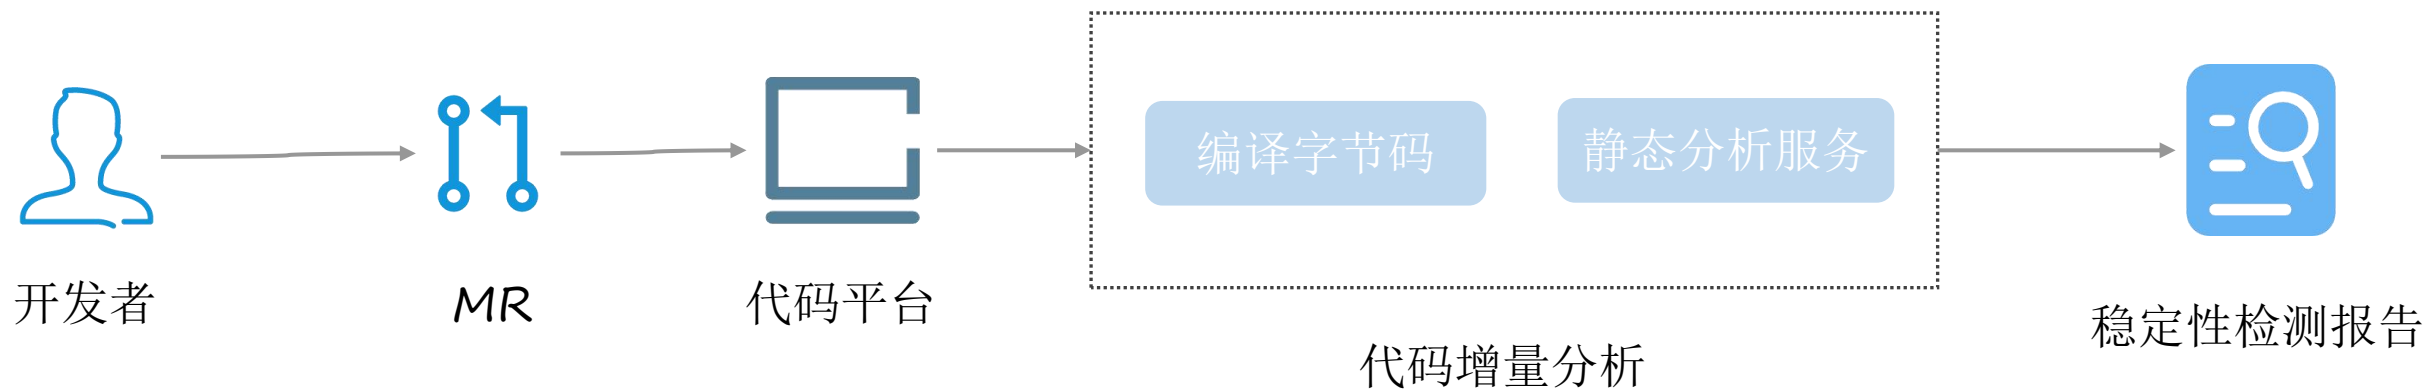 编译字节码
静态分析服务
开发者
MR
代码平台
代码增量分析
稳定性检测报告